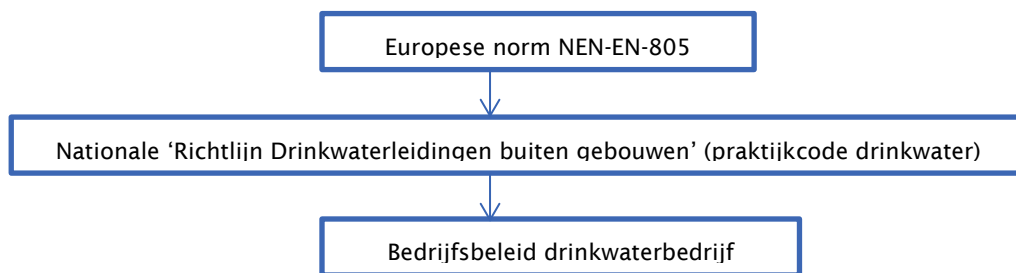 Europese norm NEN-EN-805
Nationale ‘Richtlijn Drinkwaterleidingen buiten gebouwen’ (praktijkcode drinkwater)
Bedrijfsbeleid drinkwaterbedrijf